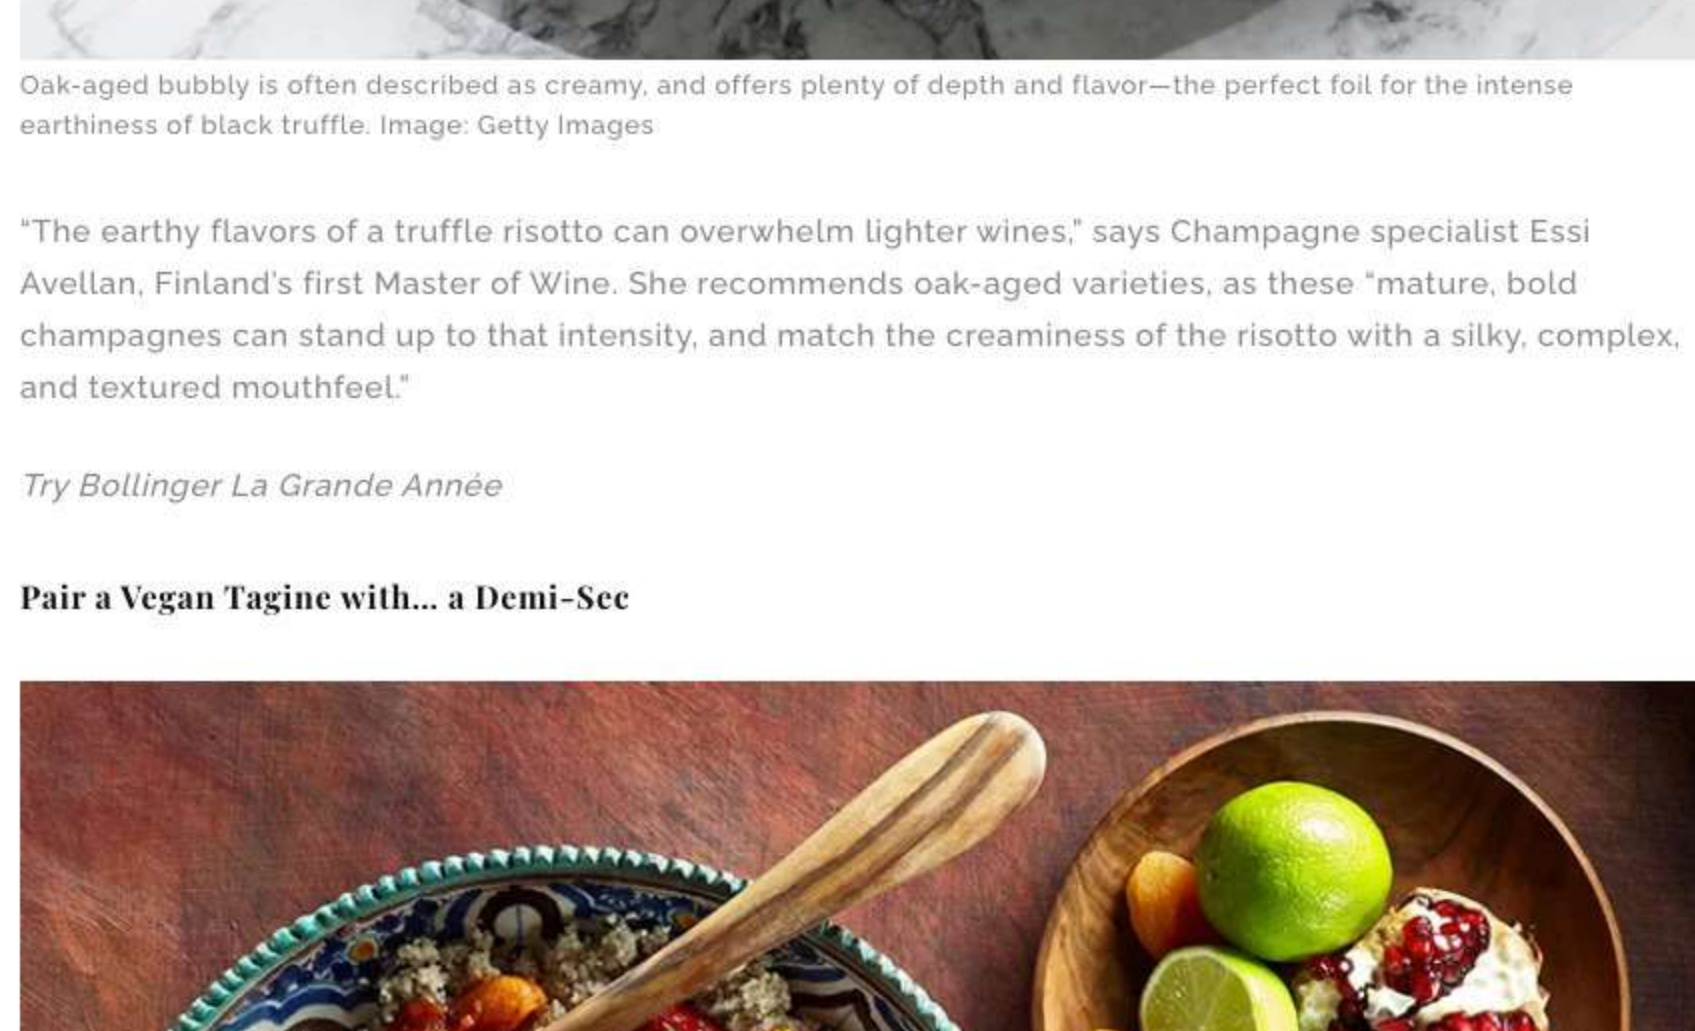 Oak-aged bubbly is often described as creamy, and offers plenty of depth and flavor—the perfect foil for the intense
earthiness of black truffle. Image: Getty Images
“The earthy flavors of a truffle risotto can overwhelm lighter wines,” says Champagne specialist Essi
Avellan, Finland’s first Master of Wine. She recommends oak-aged varieties, as these “mature, bold
champagnes can stand up to that intensity, and match the creaminess of the risotto with a silky, complex,
and textured mouthfeel.”
Try Bollinger La Grande Année
Pair a Vegan Tagine with… a Demi-Sec